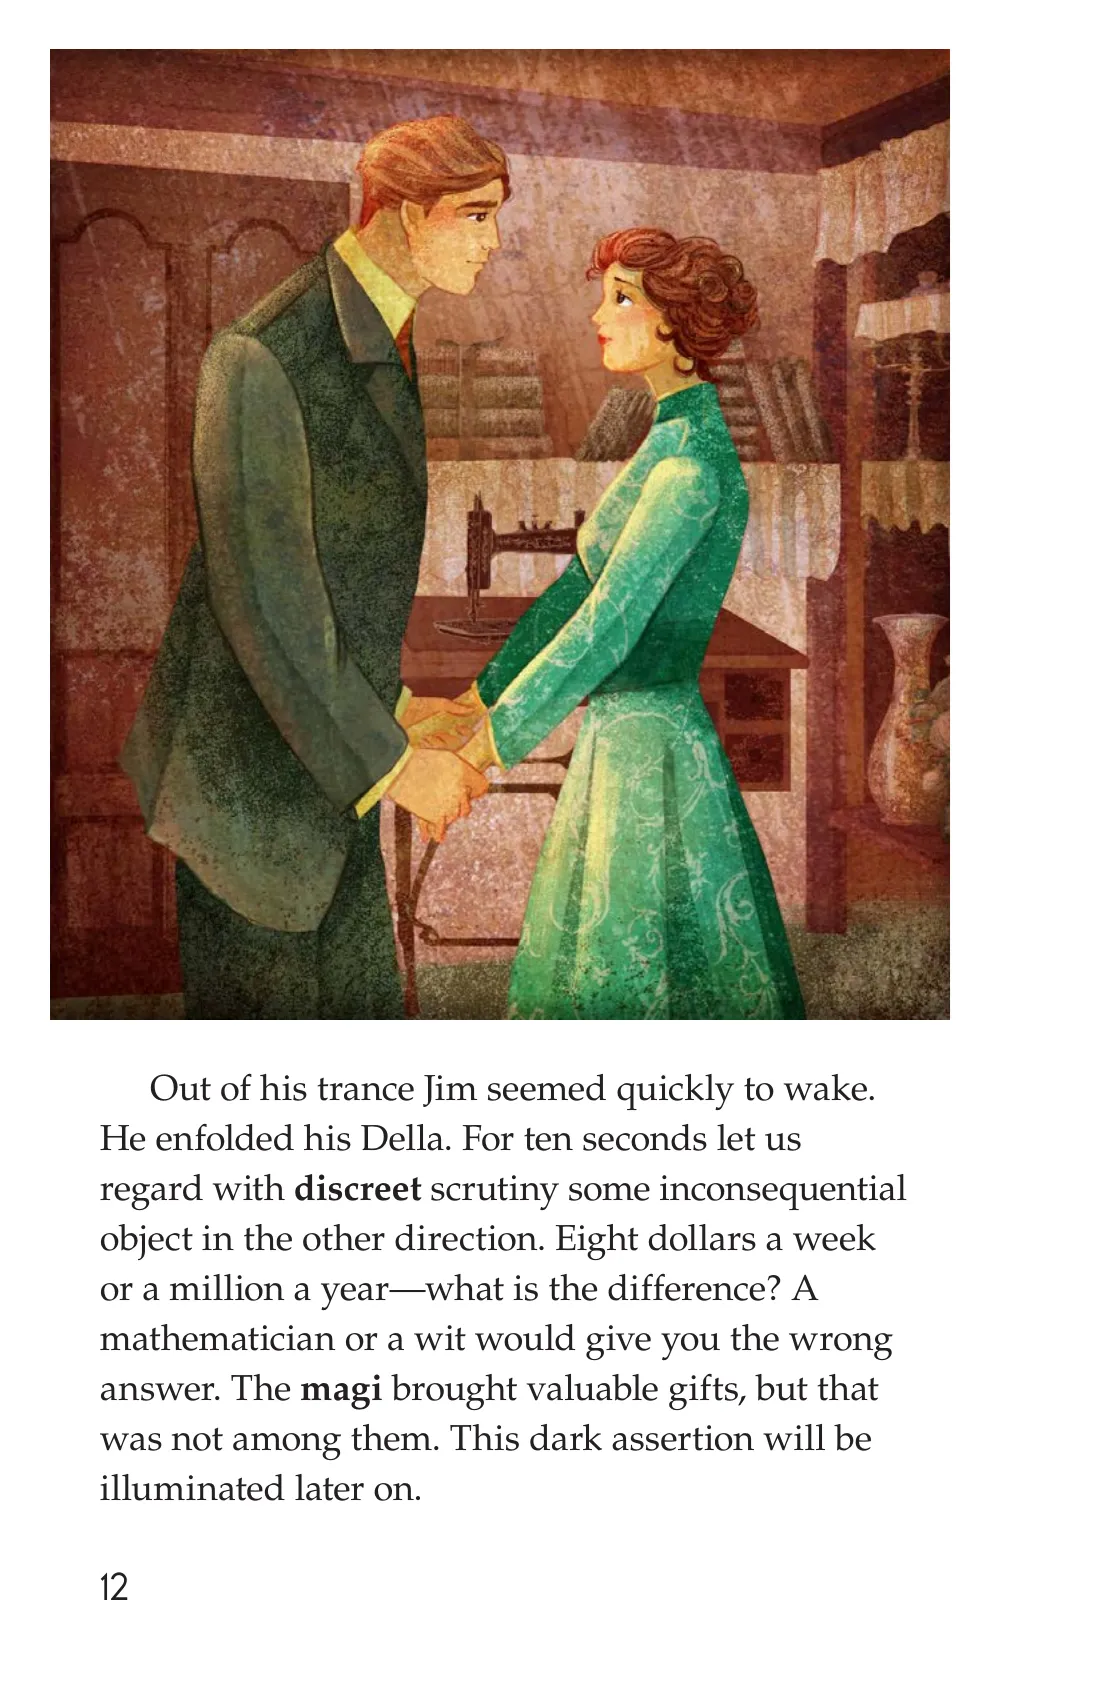 Out of his trance Jim seemed quickly to wake.
He enfolded his Della. For ten seconds let us
regard with discreet scrutiny some inconsequential
object in the other direction. Eight dollars a week
or a million a year—what is the difference? A
mathematician or a wit would give you the wrong
answer. The magi brought valuable gifts, but that
was not among them. This dark assertion will be
illuminated later on.
12